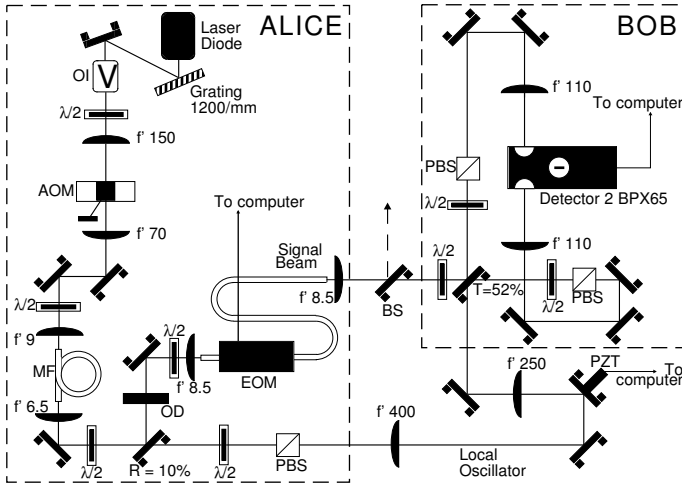 ALICE
BOB
Laser
Diode
OI
V
Grating
1200/mm
λ/2
f' 150
AOM
f' 70
To computer
Signal
Beam
λ/2
f' 9
MF
f' 6.5
λ/2
f' 8.5
EOM
f' 8.5
OD
λ/2
R = 10%
λ/2
PBS
BS
f' 110
To computer
PBS
λ/2
Detector 2 BPX65
λ/2
f' 110
T=52%
λ/2
PBS
f' 250
PZT
To
computer
f' 400
Local
Oscillator